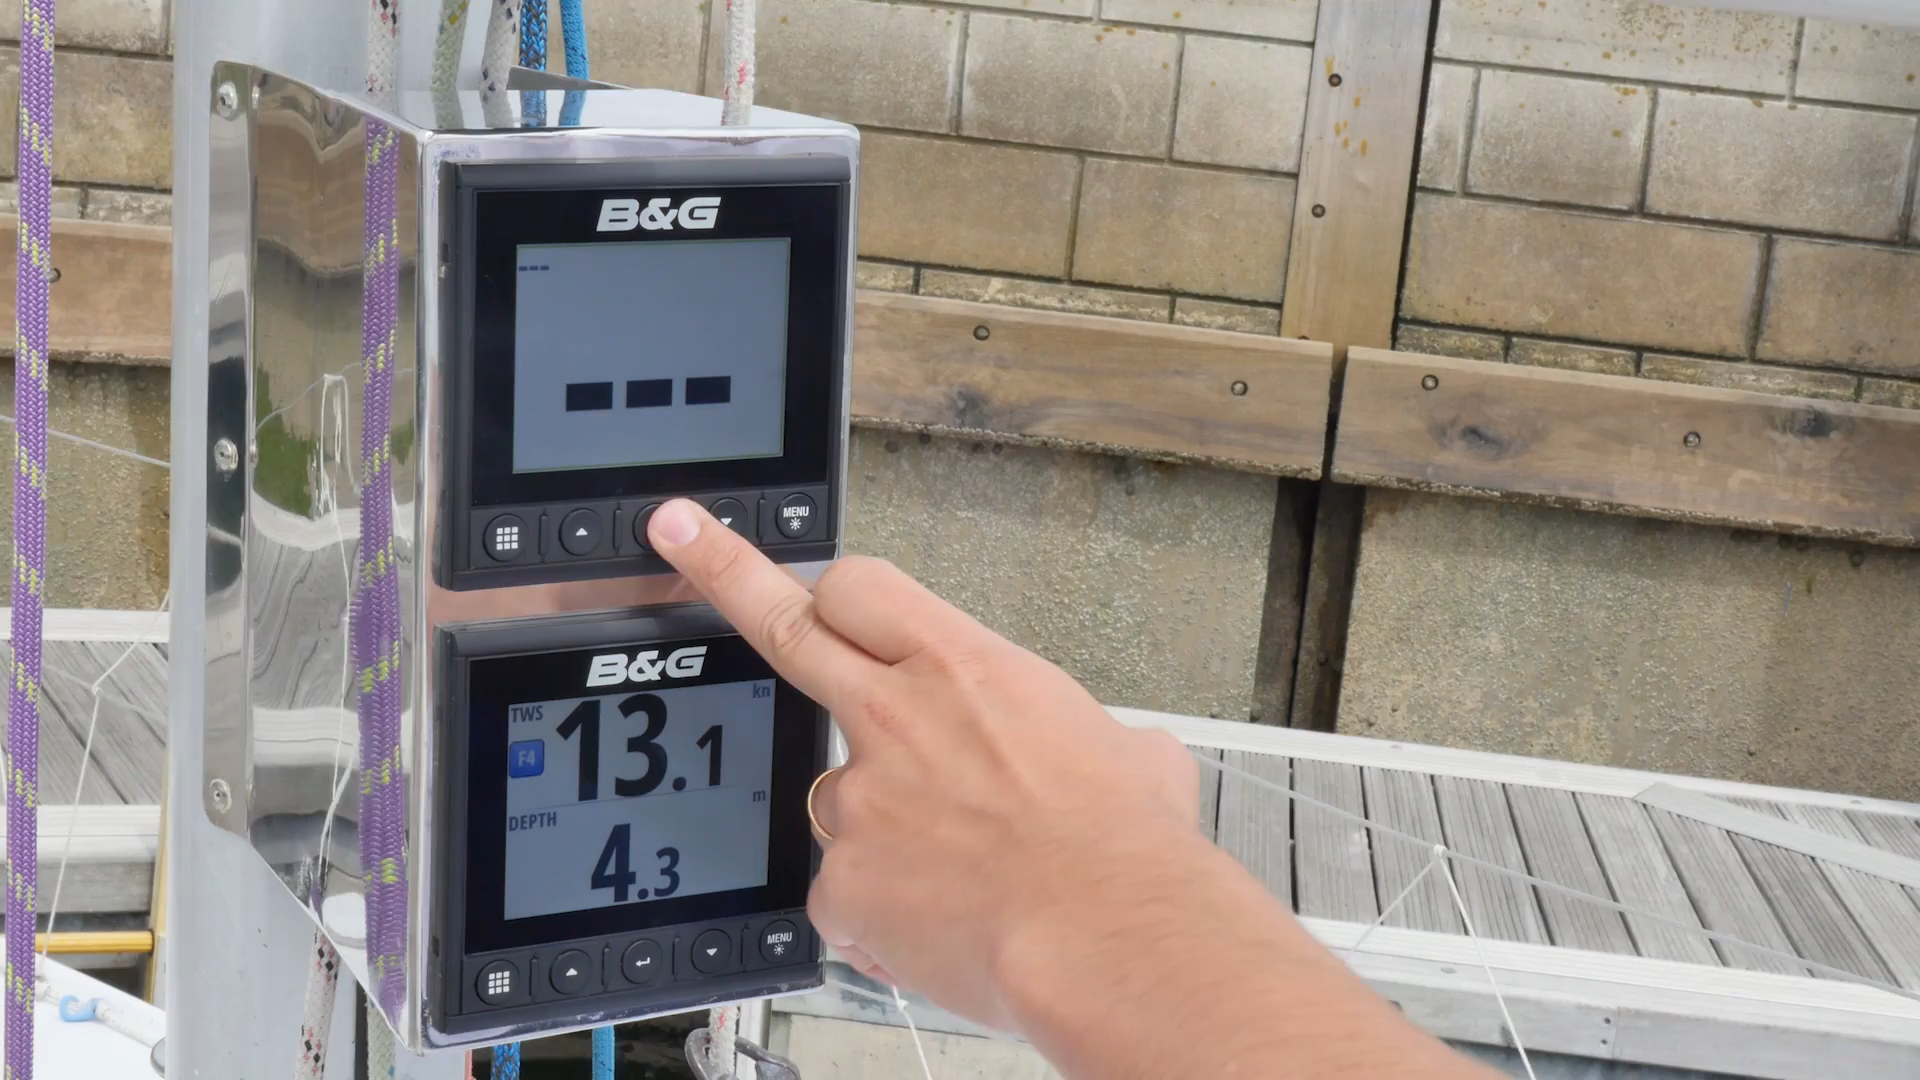 B&G
---
---
MENU
B&G
TWS
kn
F4
13.1
m
DEPTH
4.3
MENU